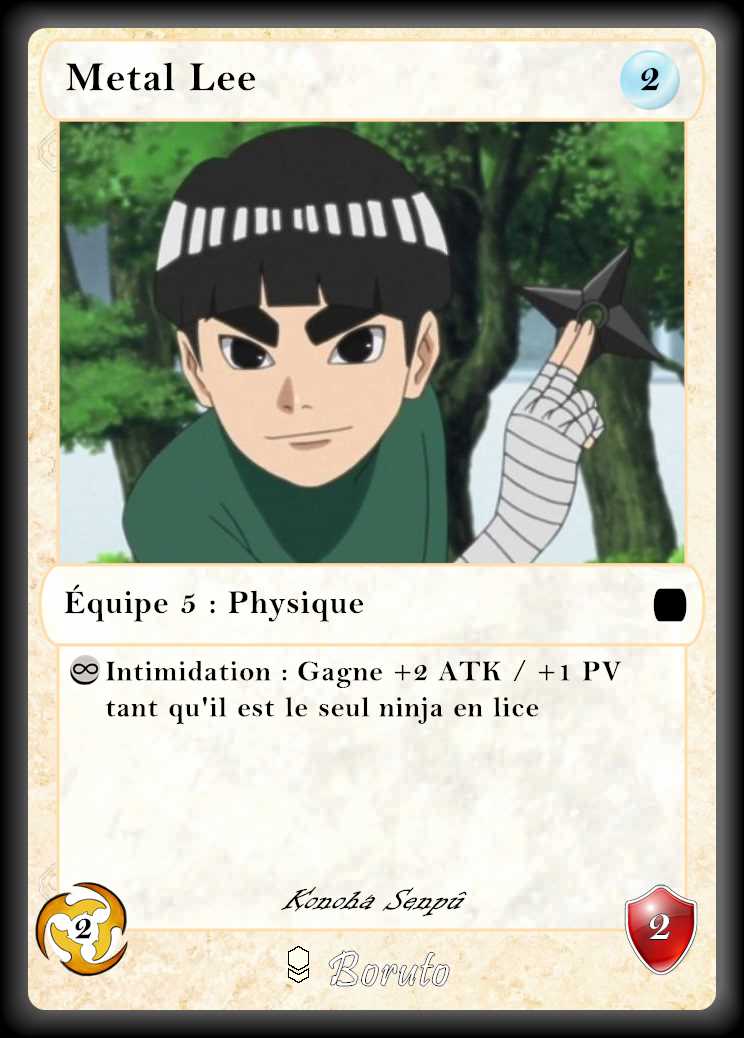 Metal Lee
2
Équipe 5 : Physique
Intimidation : Gagne +2 ATK / +1 PV
tant qu'il est le seul ninja en lice
Konoha Senpû
2
2
Boruto